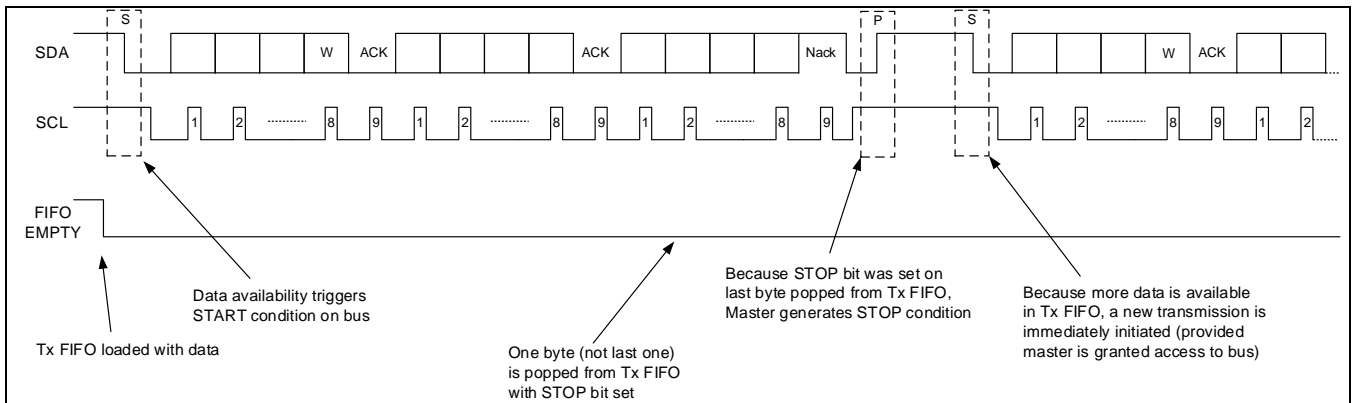 S P S
SDA W ACK ACK Nack W ACK
SCL 1 2 8 9 1 2 8 9 1 2 8 9 1 2 8 9 1 2
FIFO
EMPTY
Tx FIFO loaded with data
Data availability triggers
START condition on bus
One byte (not last one)
is popped from Tx FIFO
with STOP bit set
Because STOP bit was set on
last byte popped from Tx FIFO,
Master generates STOP condition
Because more data is available
in Tx FIFO, a new transmission is
immediately initiated (provided
master is granted access to bus)